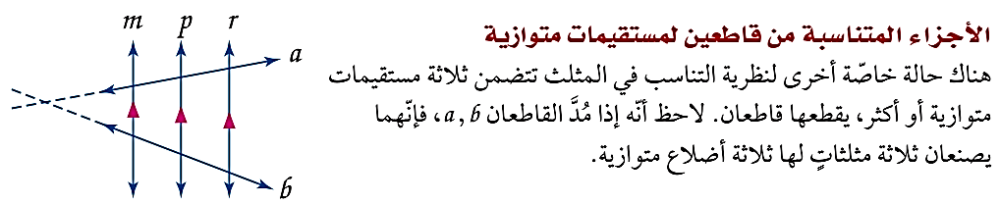 m p r
a
b
الأجزاء المتناسبة من قاطعين لمستقيمات متوازية
هناك حالة خاصّة أخرى لنظرية التناسب في المثلث تتضمن ثلاثة مستقيمات
متوازية أو أكثر، يقطعها قاطعان. لاحظ أنّه إذا مُدَّ القاطعان a, b، فإنّهما
يصنعان ثلاثة مثلثاتٍ لها ثلاثة أضلاع متوازية.